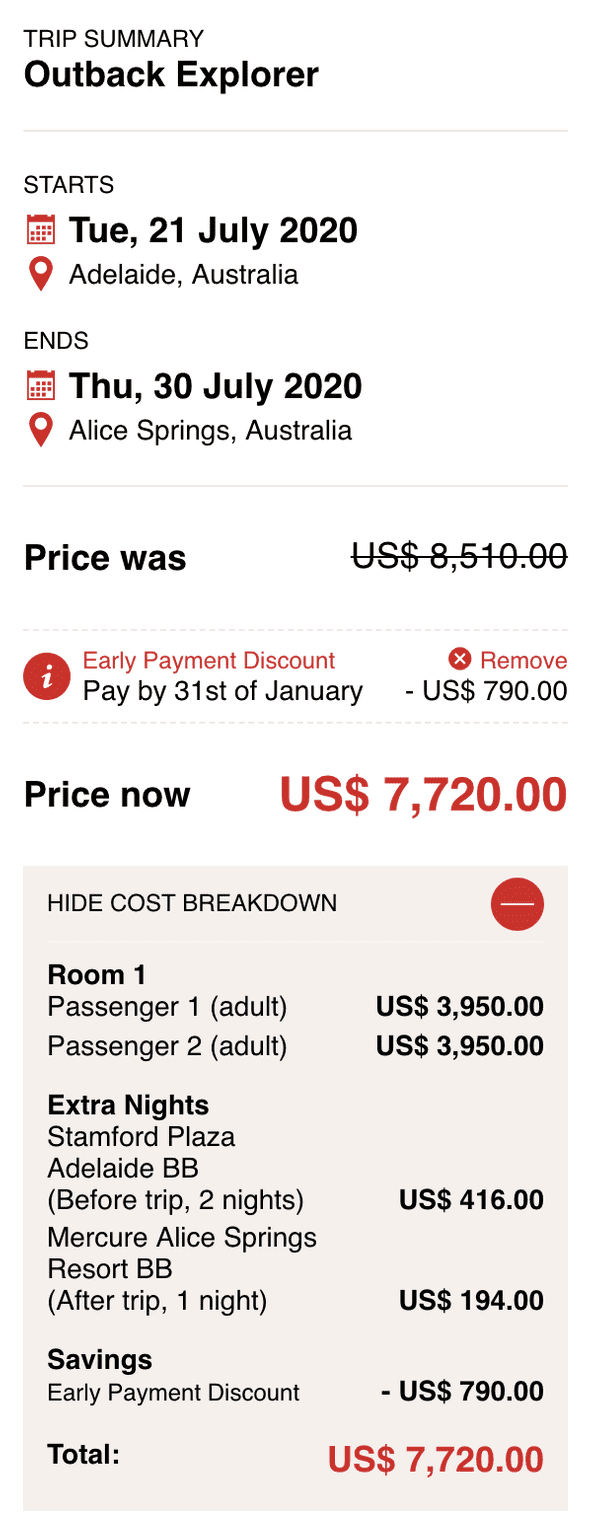 TRIP SUMMARY
Outback Explorer
STARTS
Tue, 21 July 2020
Adelaide, Australia
ENDS
Thu, 30 July 2020
Alice Springs, Australia
Price was US$ 8,510.00
Early Payment Discount Remove
Pay by 31st of January - US$ 790.00
Price now US$ 7,720.00
HIDE COST BREAKDOWN
Room 1
Passenger 1 (adult) US$ 3,950.00
Passenger 2 (adult) US$ 3,950.00
Extra Nights
Stamford Plaza
Adelaide BB
(Before trip, 2 nights) US$ 416.00
Mercure Alice Springs
Resort BB
(After trip, 1 night) US$ 194.00
Savings
Early Payment Discount - US$ 790.00
Total: US$ 7,720.00